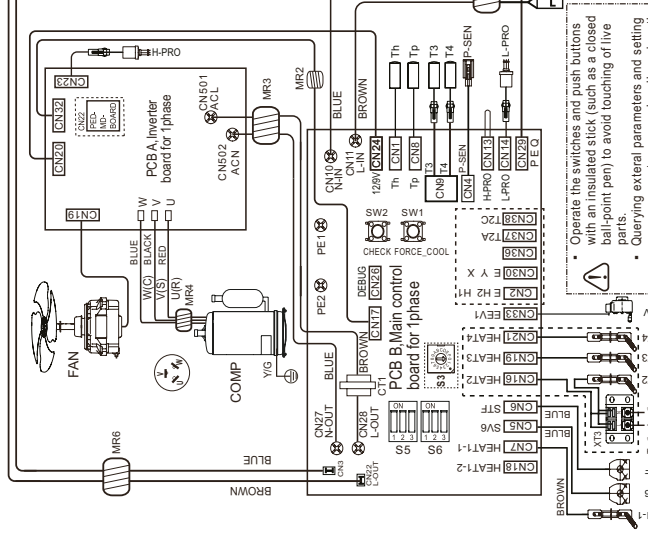 H-PRO
CN23
CN32
CN22
PED-
MD-
BOARD
CN20
PCB A,Inverter
board for 1phase
CN501
ACL
CN502
ACN
CN19
W
V
U
BLUE
BLACK
RED
W(C)
V(S)
U(R)
MR4
FAN
COMP
V
U
W
Y/G
MR3
MR2
BLUE
BROWN
CN10
N-IN
CN11
L-IN
12/9V
CN24
Th
CN1
Th
Tp
CN8
Tp
T3
T4
T3
CN9
T4
P-SEN
P-SEN
CN4
H-PRO
CN13
L-PRO
L-PRO
CN14
CN29
P E Q
PE1
PE2
SW2
SW1
CHECK
FORCE_COOL
DEBUG
CN26
CN17
PCB B,Main control
board for 1phase
S3
T2C
CN38
T2A
CN37
CN36
X Y E
CN30
H1 H2 E
CN2
EEV1
CN33
HEAT4
CN21
HEAT3
CN19
HEAT2
CN16
STF
CN6
SV6
CN5
HEAT1-1
CN7
HEAT1-2
CN18
BLUE
BLUE
BROWN
XT3
BLUE
BROWN
CT1
CN27
N-OUT
CN28
L-OUT
ON
1 2 3
S5
ON
1 2 3
S6
MR6
BLUE
BROWN
CN3
CN22
L-OUT
• Operate the switches and push buttons
with an insulated stick (such as a closed
ball-point pen) to avoid touching of live
parts.
• Querying exteral parameters and setting